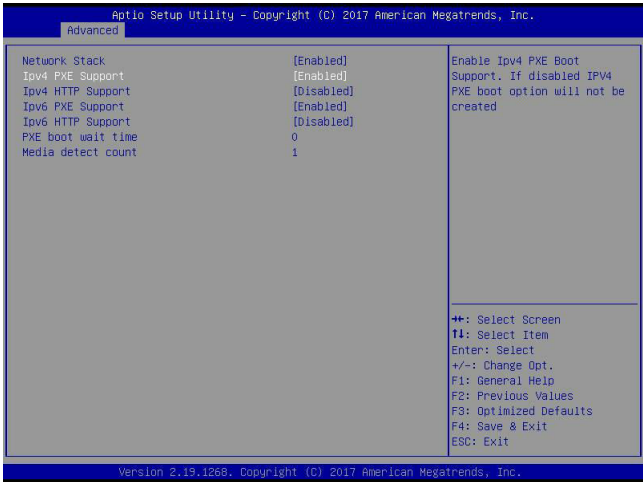 Aptio Setup Utility – Copyright (C) 2017 American Megatrends, Inc.
Advanced
Network Stack [Enabled]
Ipv4 PXE Support [Enabled]
Ipv4 HTTP Support [Disabled]
Ipv6 PXE Support [Enabled]
Ipv6 HTTP Support [Disabled]
PXE boot wait time 0
Media detect count 1
Enable Ipv4 PXE Boot
Support. If disabled IPV4
PXE boot option will not be
created
→←: Select Screen
↑↓: Select Item
Enter: Select
+/-: Change Opt.
F1: General Help
F2: Previous Values
F3: Optimized Defaults
F4: Save & Exit
ESC: Exit
Version 2.19.1268. Copyright (C) 2017 American Megatrends, Inc.